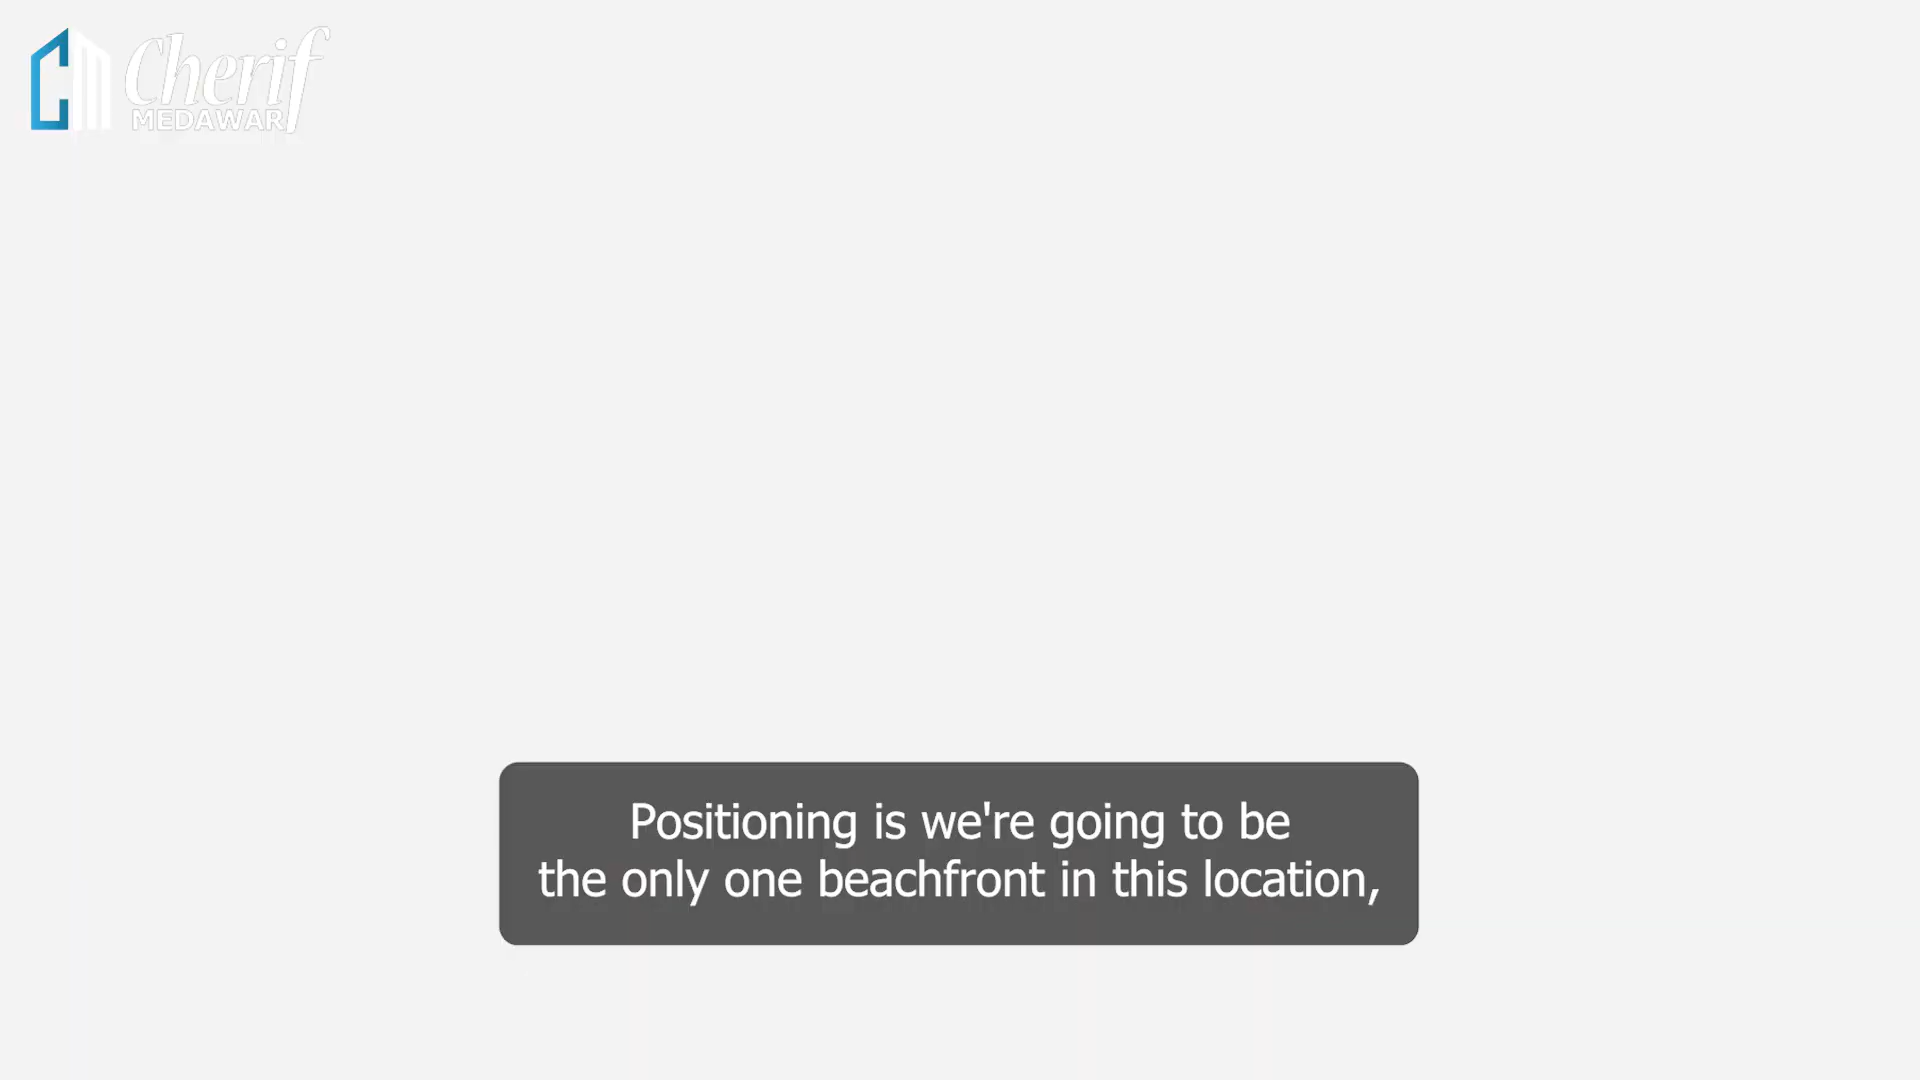 Cherif
MEDAWAR
Positioning is we're going to be
the only one beachfront in this location,